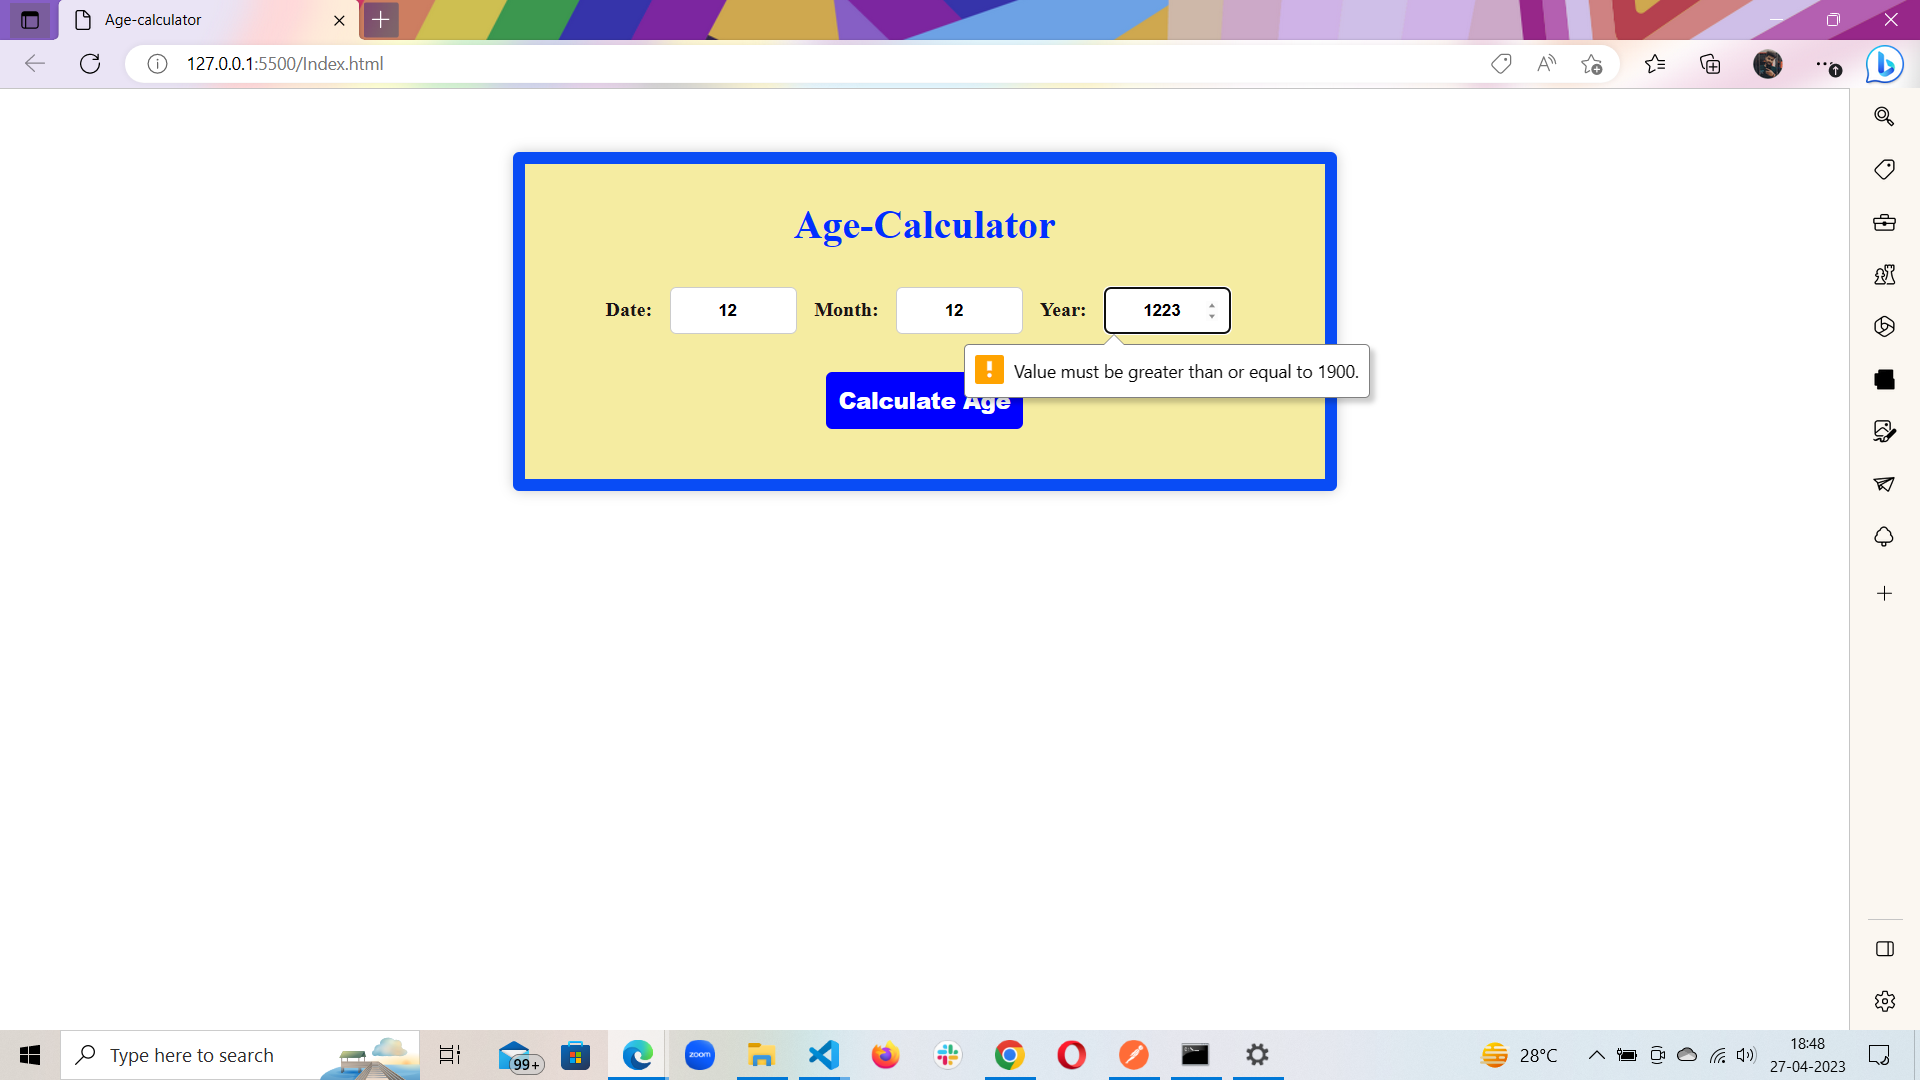 Age-calculator
127.0.0.1:5500/Index.html
Age-Calculator
Date: 12 Month: 12 Year: 1223
Value must be greater than or equal to 1900.
Calculate Age
Type here to search
99+
zoom
28°C
18:48
27-04-2023